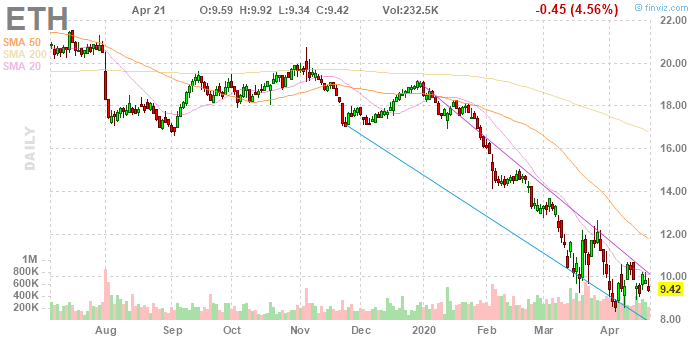 ETH Apr 21 O:9.59 H:9.92 L:9.34 C:9.42 Vol:232.5K -0.45 (4.56%)
© finviz.com
SMA 50
SMA 200
SMA 20
DAILY
22.00
20.00
18.00
16.00
14.00
12.00
10.00
9.42
8.00
1M
800K
600K
400K
200K
Aug Sep Oct Nov Dec 2020 Feb Mar Apr